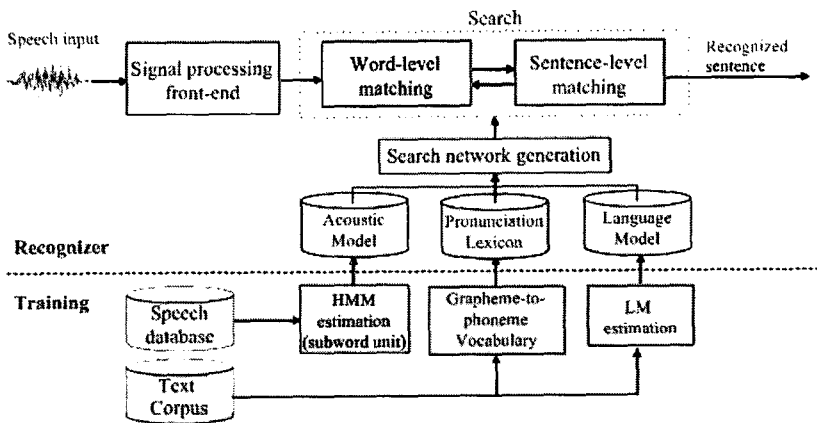 Search
Speech input
Signal processing
front-end
Word-level
matching
Sentence-level
matching
Recognized
sentence
Search network generation
Acoustic
Model
Pronunciation
Lexicon
Language
Model
Recognizer
Training
Speech
database
HMM
estimation
(subword unit)
Grapheme-to-
phoneme
Vocabulary
LM
estimation
Text
Corpus